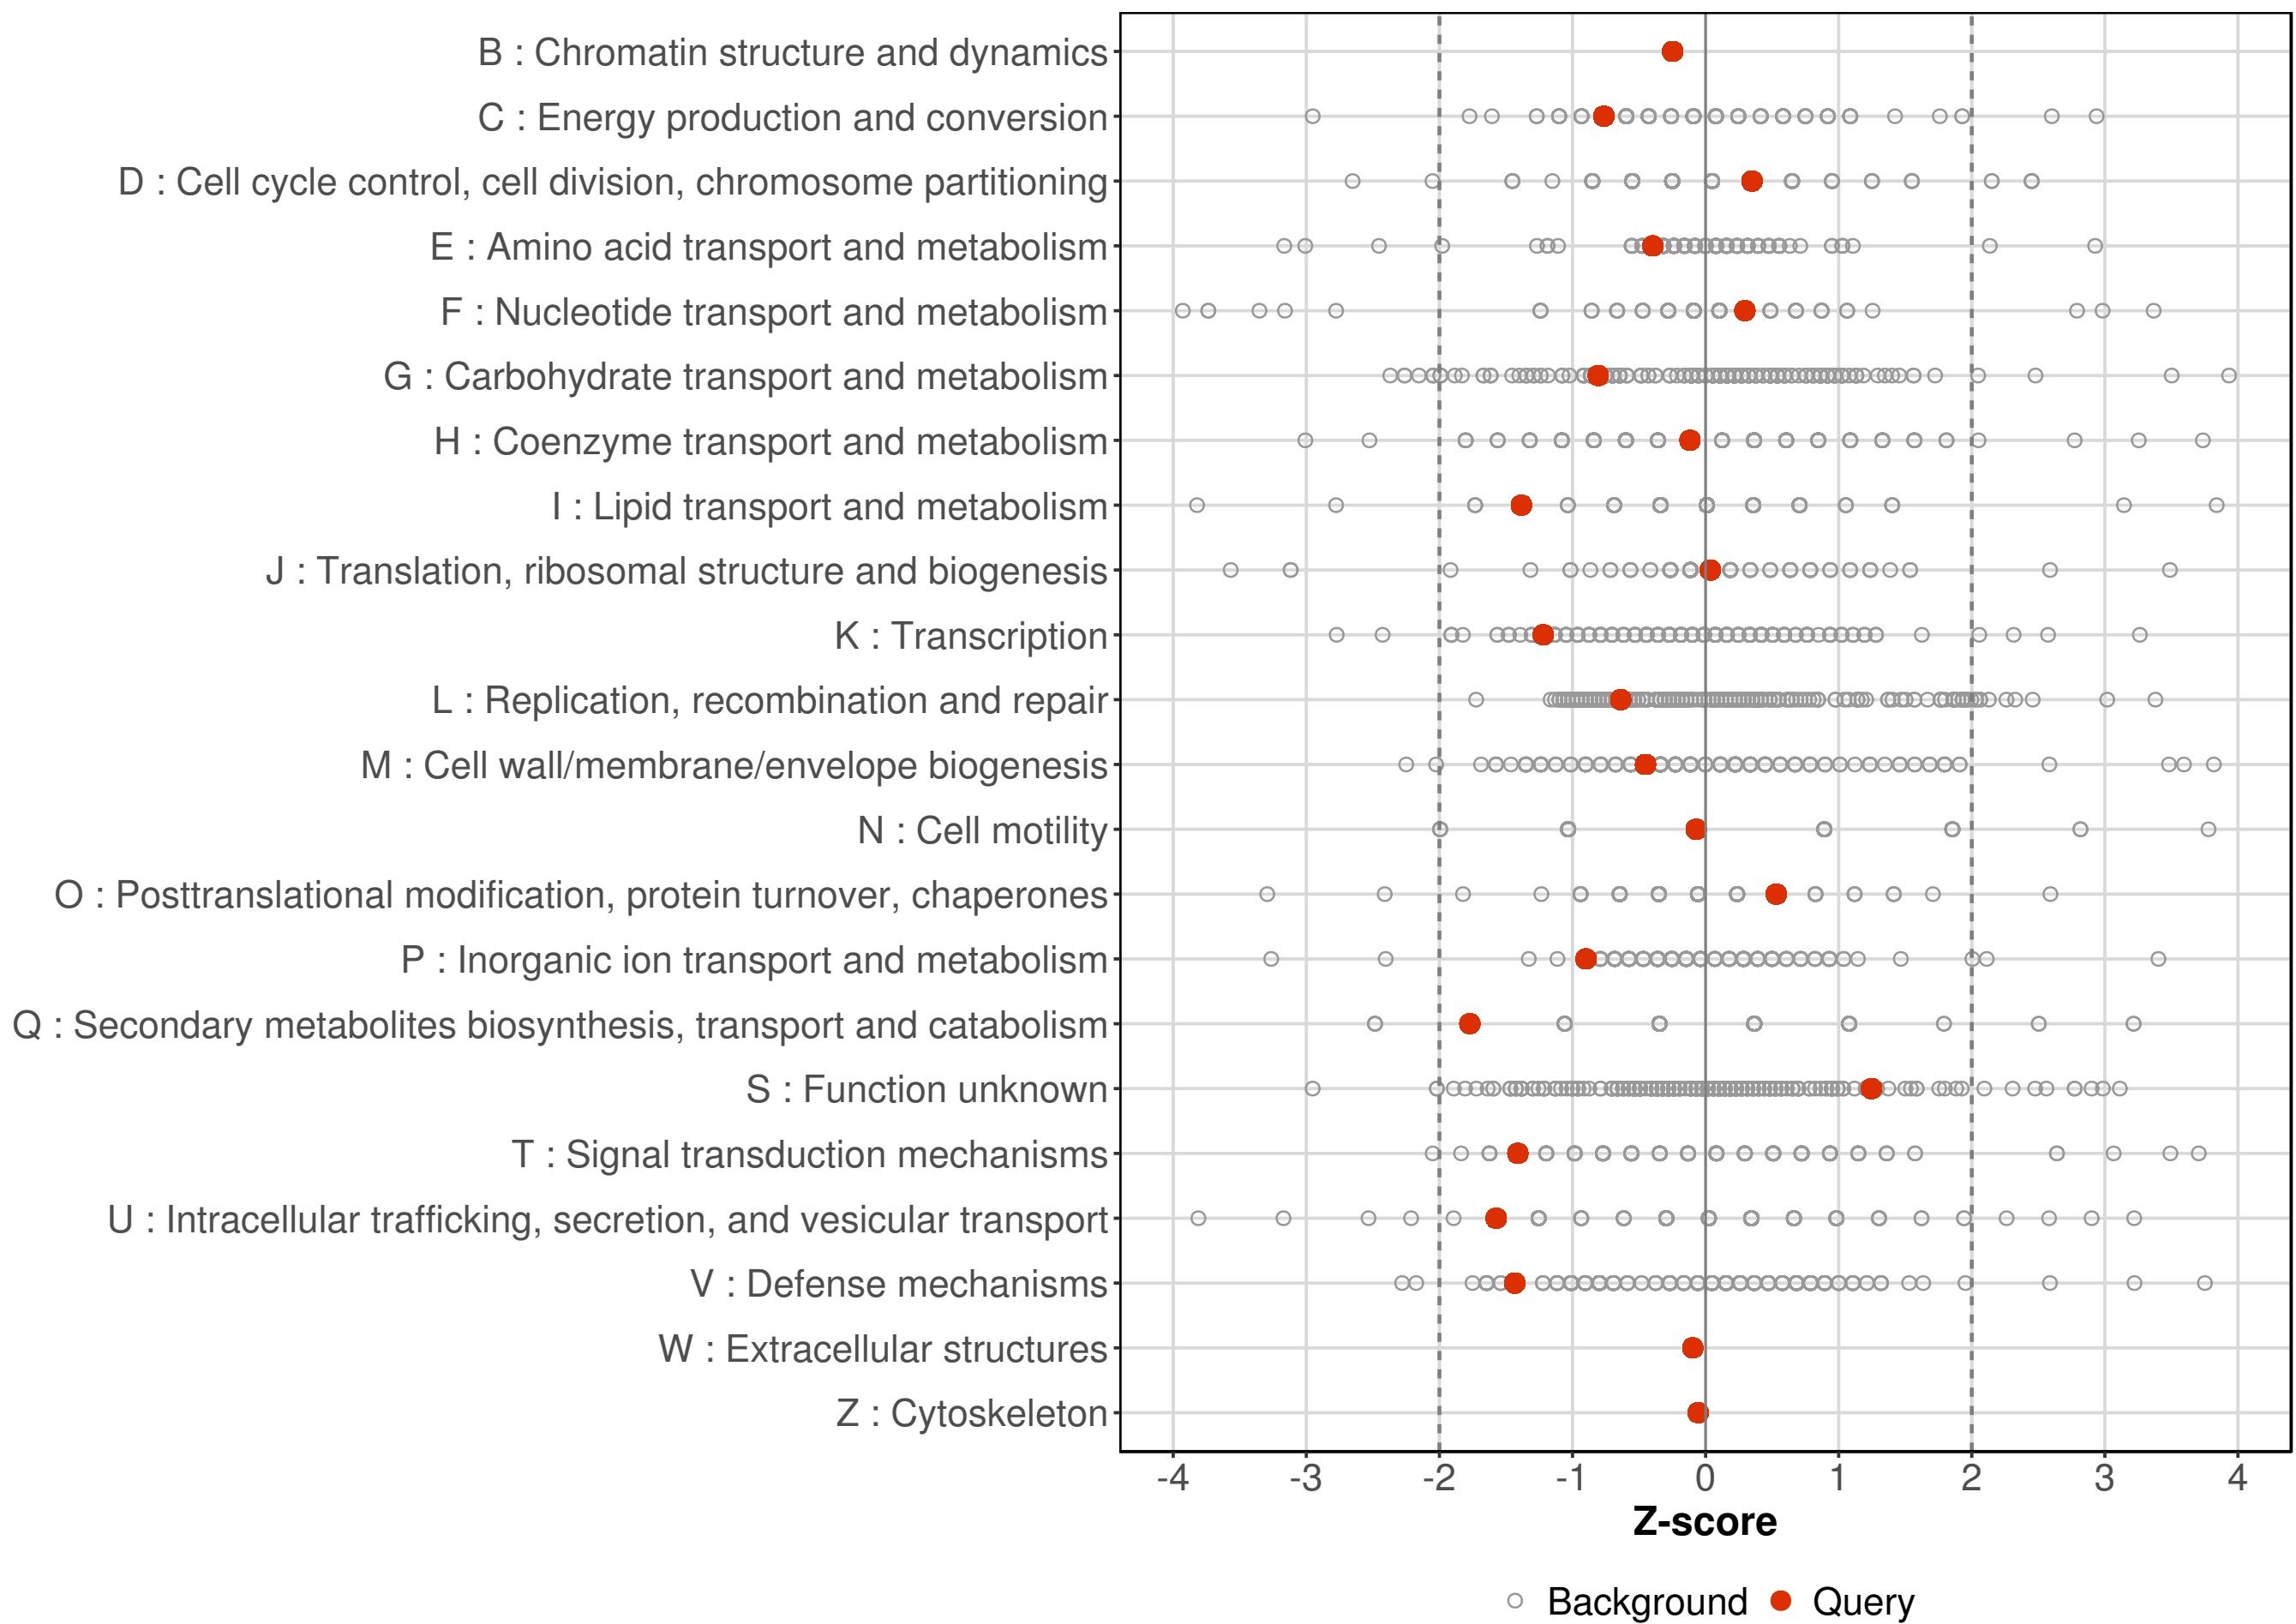 B : Chromatin structure and dynamics
C : Energy production and conversion
D : Cell cycle control, cell division, chromosome partitioning
E : Amino acid transport and metabolism
F : Nucleotide transport and metabolism
G : Carbohydrate transport and metabolism
H : Coenzyme transport and metabolism
I : Lipid transport and metabolism
J : Translation, ribosomal structure and biogenesis
K : Transcription
L : Replication, recombination and repair
M : Cell wall/membrane/envelope biogenesis
N : Cell motility
O : Posttranslational modification, protein turnover, chaperones
P : Inorganic ion transport and metabolism
Q : Secondary metabolites biosynthesis, transport and catabolism
S : Function unknown
T : Signal transduction mechanisms
U : Intracellular trafficking, secretion, and vesicular transport
V : Defense mechanisms
W : Extracellular structures
Z : Cytoskeleton
-4 -3 -2 -1 0 1 2 3 4
Z-score
Background Query